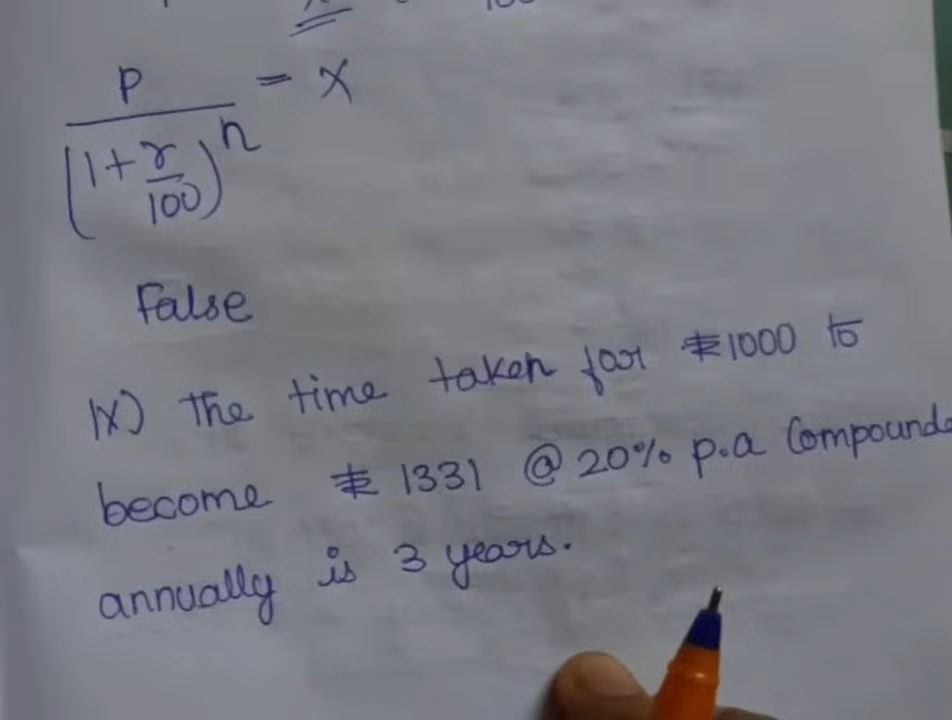 P = x
(1 + r/100)^n
False
IX) The time taken for ₹1000 to
become ₹ 1331 @ 20% p.a Compounde
annually is 3 years.